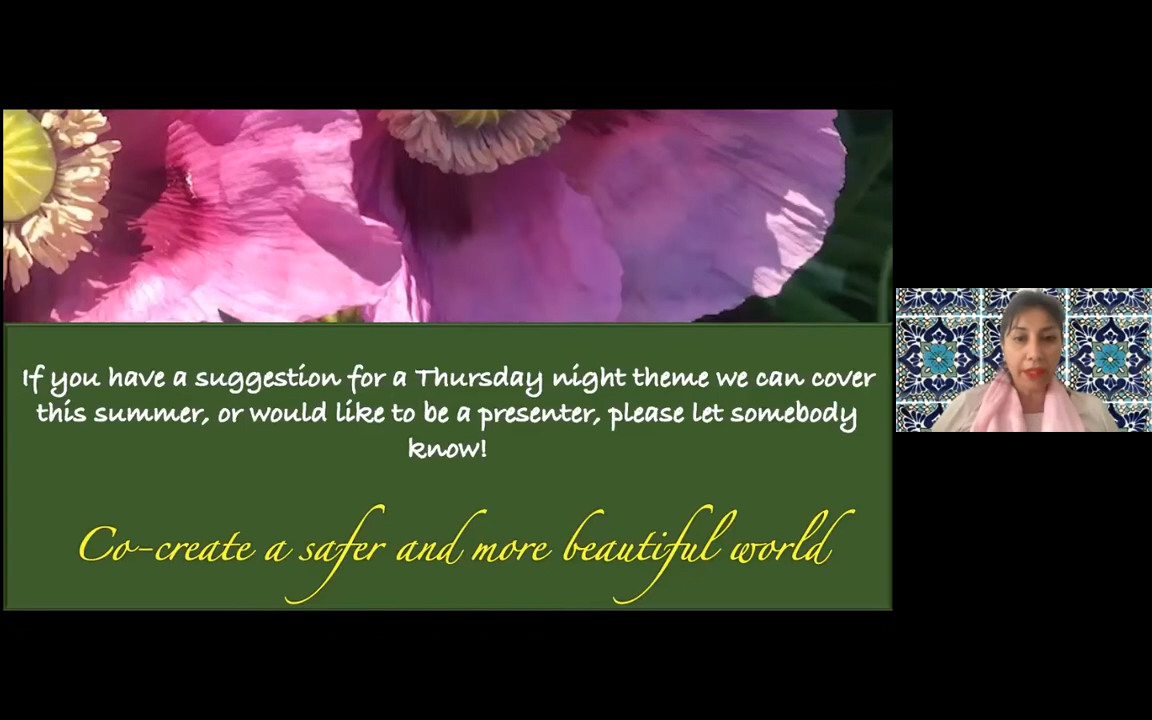 If you have a suggestion for a Thursday night theme we can cover
this summer, or would like to be a presenter, please let somebody
know!
Co-create a safer and more beautiful world